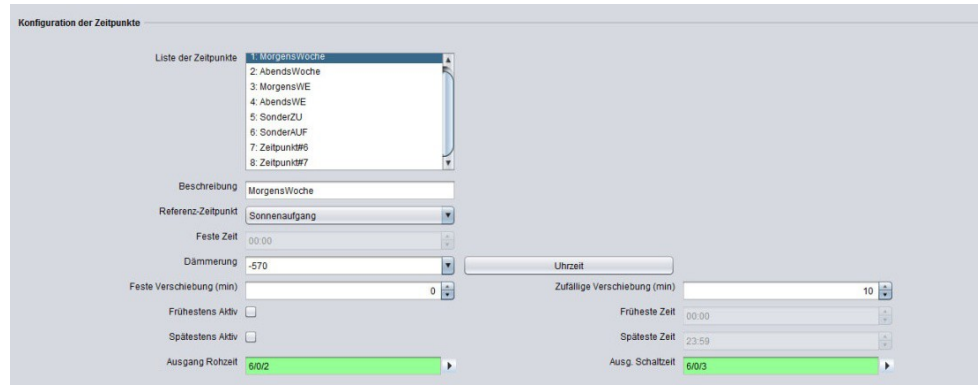 Konfiguration der Zeitpunkte
Liste der Zeitpunkte
1: MorgensWoche
2: AbendsWoche
3: MorgensWE
4: AbendsWE
5: SonderZU
6: SonderAUF
7: Zeitpunkt#6
8: Zeitpunkt#7
Beschreibung MorgensWoche
Referenz-Zeitpunkt Sonnenaufgang
Feste Zeit 00:00
Dämmerung -570 Uhrzeit
Feste Verschiebung (min) 0 Zufällige Verschiebung (min) 10
Frühestens Aktiv Früheste Zeit 00:00
Spätestens Aktiv Späteste Zeit 23:59
Ausgang Rohzeit 6/0/2 Ausg. Schaltzeit 6/0/3